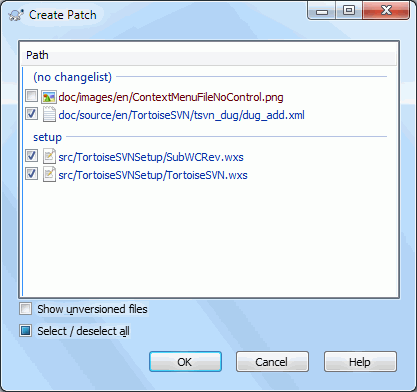 Create Patch
Path
(no changelist)
doc/images/en/ContextMenuFileNoControl.png
doc/source/en/TortoiseSVN/tsvn_dug/dug_add.xml
setup
src/TortoiseSVNSetup/SubWCRev.wxs
src/TortoiseSVNSetup/TortoiseSVN.wxs
Show unversioned files
Select / deselect all
OK Cancel Help